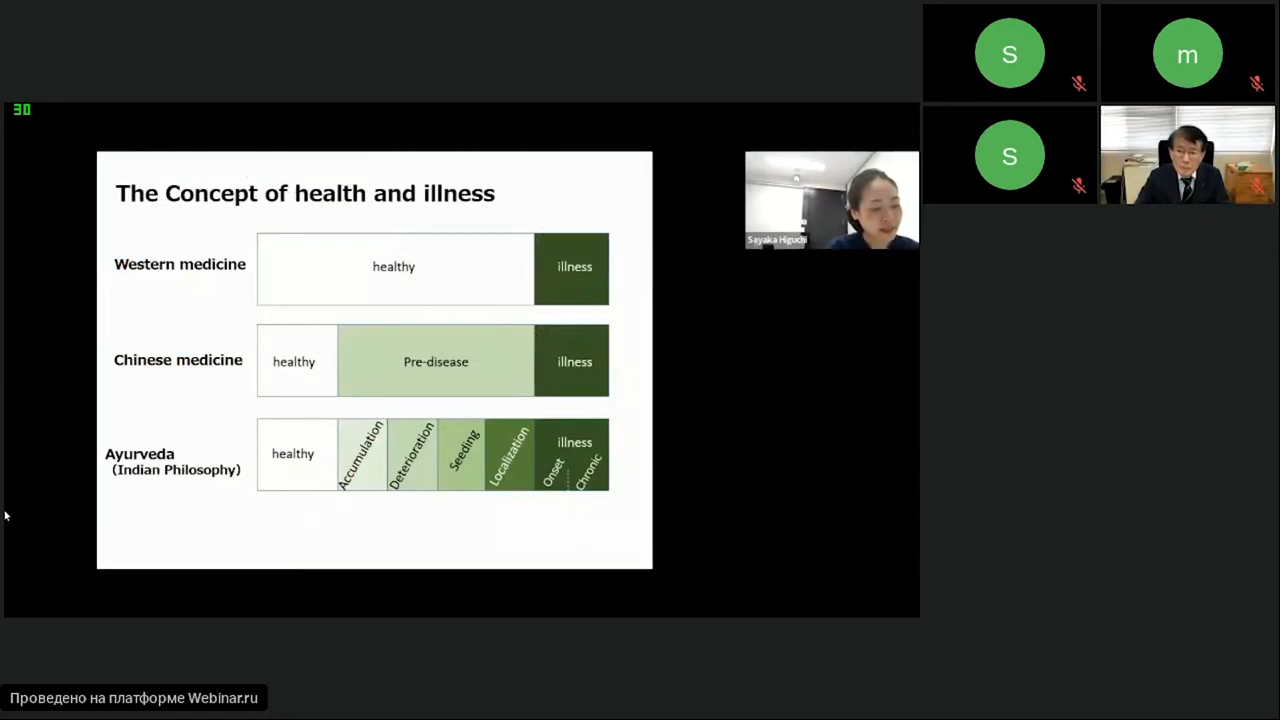 S
m
S
30
The Concept of health and illness
Sayaka Higuchi
Western medicine
healthy
illness
Chinese medicine
healthy
Pre-disease
illness
Ayurveda
(Indian Philosophy)
healthy
Accumulation
Deterioration
Seeding
Localization
illness
Onset
Chronic
Проведено на платформе Webinar.ru